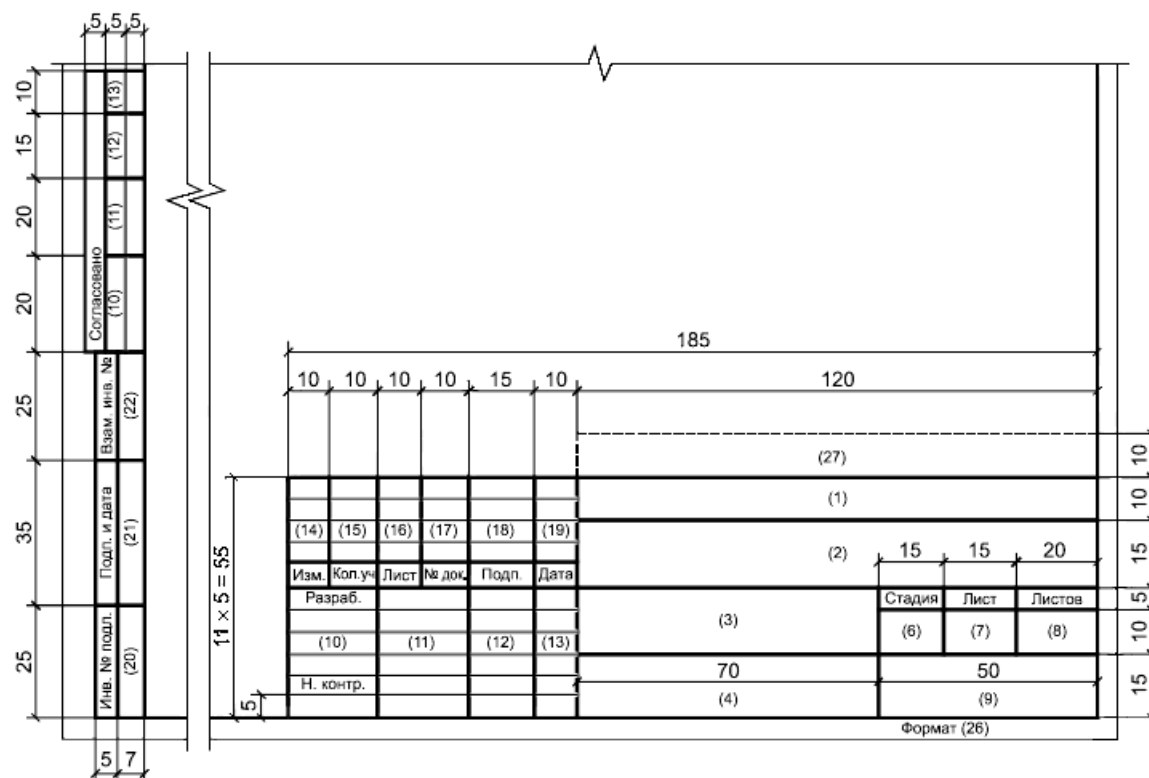 5 5 5
10
15
20
20
25
35
25
(13)
(12)
(11)
(10)
Согласовано
Взам. инв. №
(22)
Подп. и дата
(21)
Инв. № подл.
(20)
5 7
185
10 10 10 10 15 10 120
(27)
10
(1)
10
(14) (15) (16) (17) (18) (19)
(2)
15 15 20
15
Изм. Кол.уч Лист № док. Подп. Дата
11 × 5 = 55
Разраб.
Стадия Лист Листов
5
(3)
(6) (7) (8)
10
(10) (11) (12) (13)
70 50
Н. контр.
5
(4) (9)
15
Формат (26)